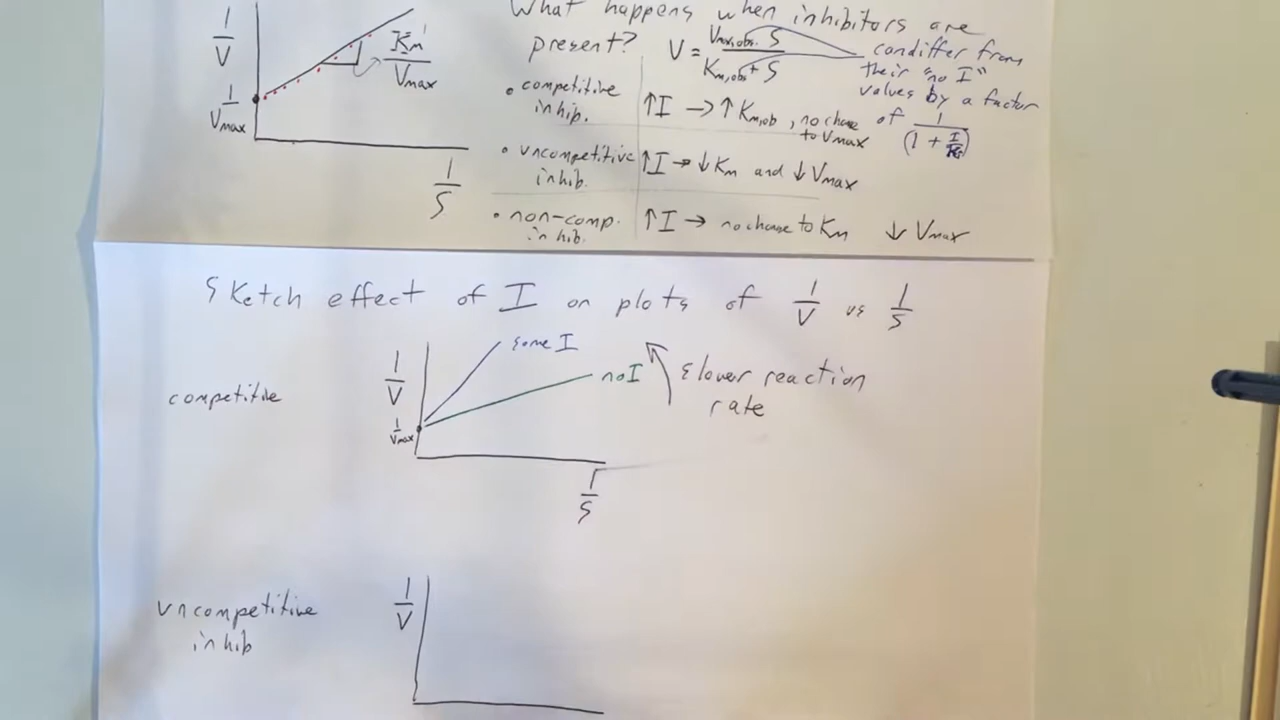 1/V
Km'/Vmax
1/Vmax
1/S
What happens when inhibitors are
present?
V = Vmax,obs. S / Km,obs + S
can differ from
their "no I"
values by a factor
of 1/(1 + I/KI)
• competitive
inhib.
↑I → ↑ Km,ob, no change
to Vmax
• uncompetitive
inhib.
↑I → ↓ Km and ↓ Vmax
• non-comp.
inhib.
↑I → no change to Km ↓ Vmax
Sketch effect of I on plots of 1/V vs 1/S
competitive
1/V
1/Vmax
some I
no I
slower reaction
rate
1/S
uncompetitive
inhib
1/V